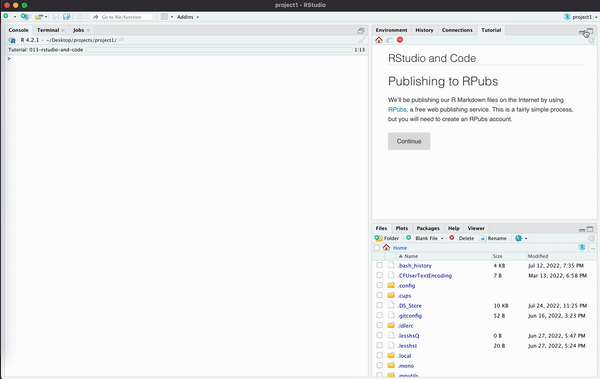 project1 - RStudio
Go to file/function
Addins
project1
Console Terminal Jobs
R 4.2.1 · ~/Desktop/projects/project1/
Tutorial: 013-rstudio-and-code 1:13
>
Environment History Connections Tutorial
RStudio and Code
Publishing to RPubs
We'll be publishing our R Markdown files on the Internet by using
RPubs, a free web publishing service. This is a fairly simple process,
but you will need to create an RPubs account.
Continue
Files Plots Packages Help Viewer
Folder Blank File Delete Rename
Home
Name Size Modified
.bash_history 4 KB Jul 12, 2022, 7:35 PM
.CFUserTextEncoding 7 B Mar 13, 2022, 6:58 PM
.config
.cups
.DS_Store 10 KB Jul 24, 2022, 11:25 PM
.gitconfig 52 B Jun 16, 2022, 3:23 PM
.idlerc
.lesshsQ 0 B Jun 27, 2022, 5:47 PM
.lesshst 20 B Jun 27, 2022, 5:24 PM
.local
.mono